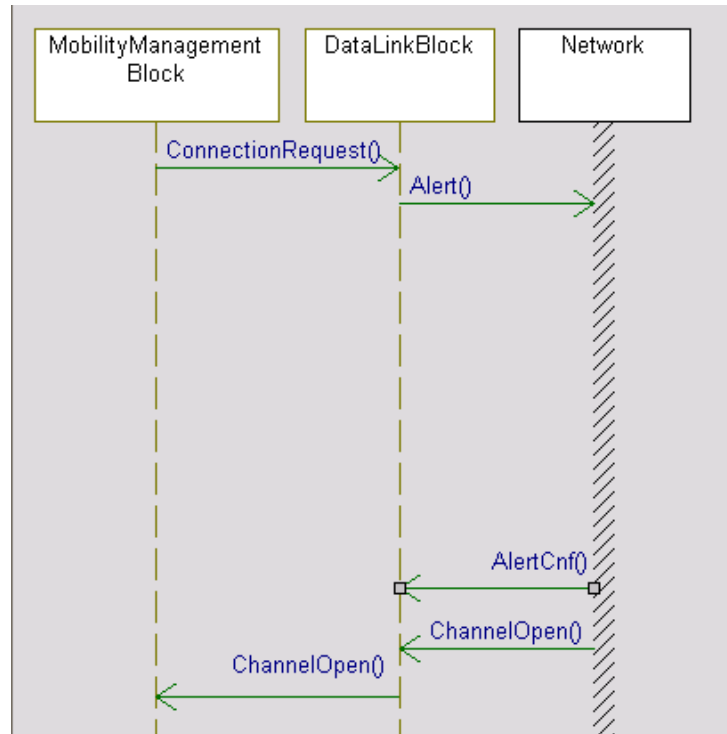 MobilityManagement
Block
DataLinkBlock
Network
ConnectionRequest()
Alert()
AlertCnf()
ChannelOpen()
ChannelOpen()